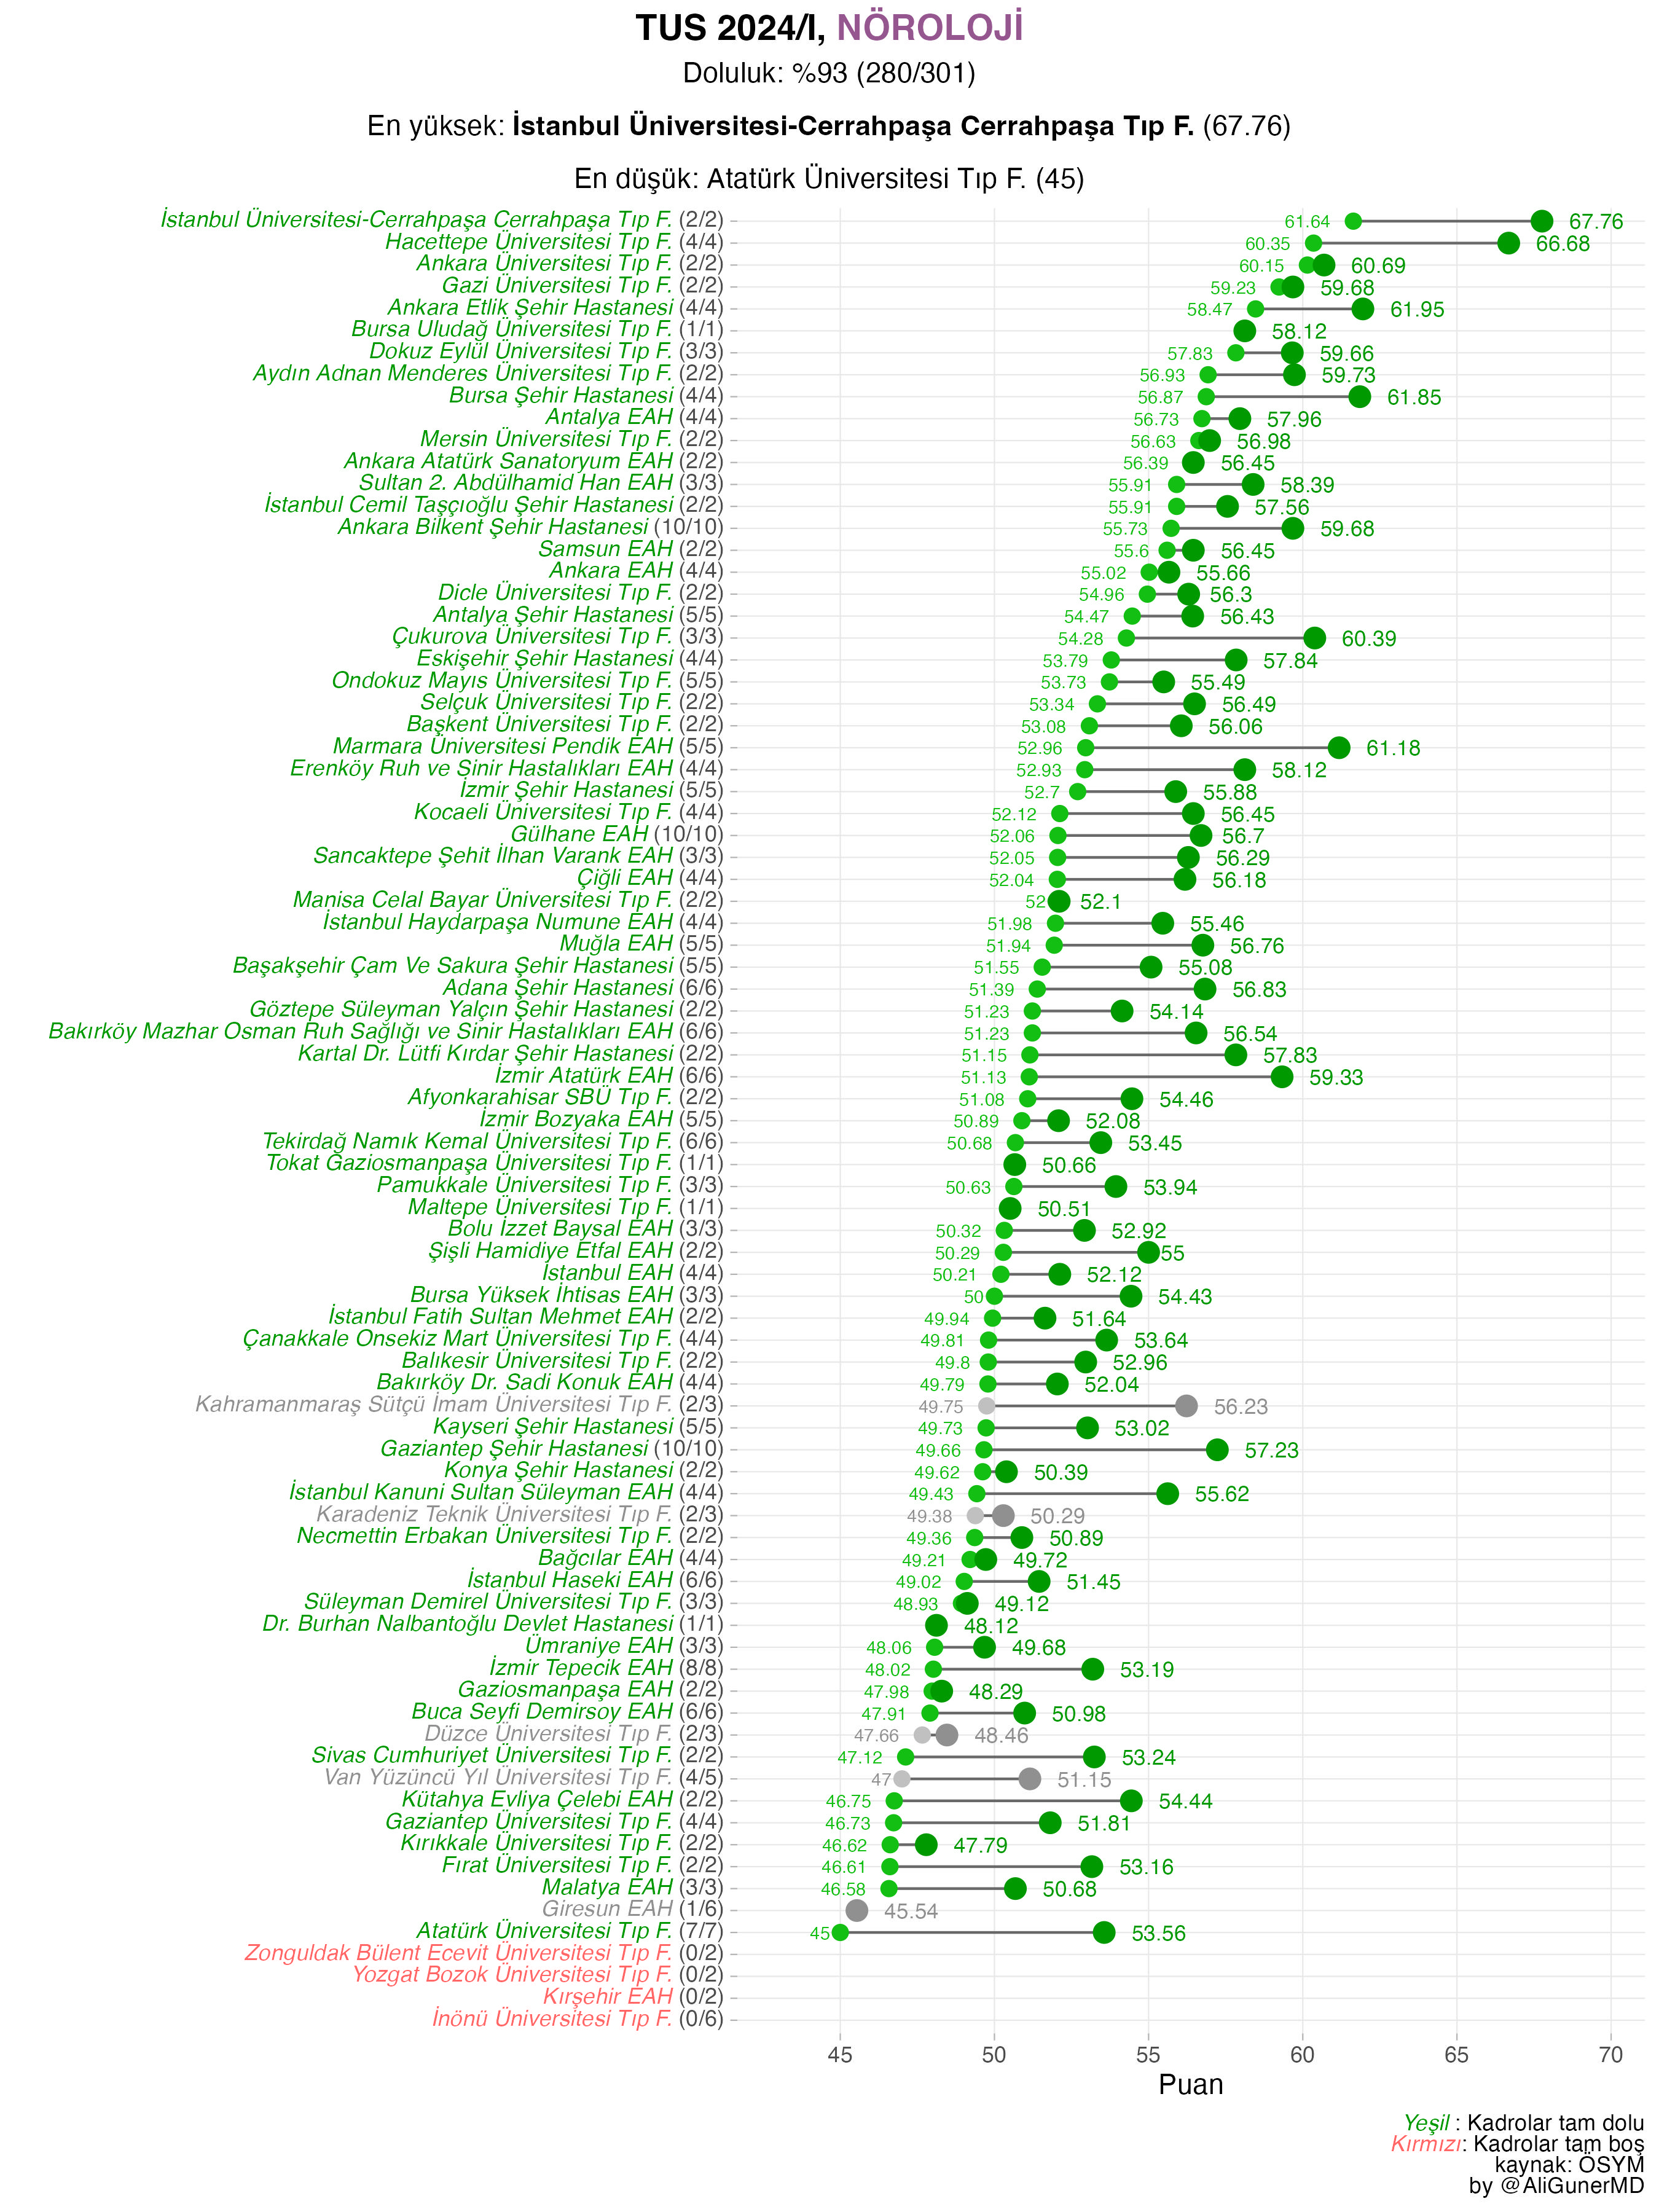 TUS 2024/I, NÖROLOJİ
Doluluk: %93 (280/301)
En yüksek: İstanbul Üniversitesi-Cerrahpaşa Cerrahpaşa Tıp F. (67.76)
En düşük: Atatürk Üniversitesi Tıp F. (45)
İstanbul Üniversitesi-Cerrahpaşa Cerrahpaşa Tıp F. (2/2) 61.64 67.76
Hacettepe Üniversitesi Tıp F. (4/4) 60.35 66.68
Ankara Üniversitesi Tıp F. (2/2) 60.15 60.69
Gazi Üniversitesi Tıp F. (2/2) 59.23 59.68
Ankara Etlik Şehir Hastanesi (4/4) 58.47 61.95
Bursa Uludağ Üniversitesi Tıp F. (1/1) 58.12
Dokuz Eylül Üniversitesi Tıp F. (3/3) 57.83 59.66
Aydın Adnan Menderes Üniversitesi Tıp F. (2/2) 56.93 59.73
Bursa Şehir Hastanesi (4/4) 56.87 61.85
Antalya EAH (4/4) 56.73 57.96
Mersin Üniversitesi Tıp F. (2/2) 56.63 56.98
Ankara Atatürk Sanatoryum EAH (2/2) 56.39 56.45
Sultan 2. Abdülhamid Han EAH (3/3) 55.91 58.39
İstanbul Cemil Taşçıoğlu Şehir Hastanesi (2/2) 55.91 57.56
Ankara Bilkent Şehir Hastanesi (10/10) 55.73 59.68
Samsun EAH (2/2) 55.6 56.45
Ankara EAH (4/4) 55.02 55.66
Dicle Üniversitesi Tıp F. (2/2) 54.96 56.3
Antalya Şehir Hastanesi (5/5) 54.47 56.43
Çukurova Üniversitesi Tıp F. (3/3) 54.28 60.39
Eskişehir Şehir Hastanesi (4/4) 53.79 57.84
Ondokuz Mayıs Üniversitesi Tıp F. (5/5) 53.73 55.49
Selçuk Üniversitesi Tıp F. (2/2) 53.34 56.49
Başkent Üniversitesi Tıp F. (2/2) 53.08 56.06
Marmara Üniversitesi Pendik EAH (5/5) 52.96 61.18
Erenköy Ruh ve Sinir Hastalıkları EAH (4/4) 52.93 58.12
İzmir Şehir Hastanesi (5/5) 52.7 55.88
Kocaeli Üniversitesi Tıp F. (4/4) 52.12 56.45
Gülhane EAH (10/10) 52.06 56.7
Sancaktepe Şehit İlhan Varank EAH (3/3) 52.05 56.29
Çiğli EAH (4/4) 52.04 56.18
Manisa Celal Bayar Üniversitesi Tıp F. (2/2) 52 52.1
İstanbul Haydarpaşa Numune EAH (4/4) 51.98 55.46
Muğla EAH (5/5) 51.94 56.76
Başakşehir Çam Ve Sakura Şehir Hastanesi (5/5) 51.55 55.08
Adana Şehir Hastanesi (6/6) 51.39 56.83
Göztepe Süleyman Yalçın Şehir Hastanesi (2/2) 51.23 54.14
Bakırköy Mazhar Osman Ruh Sağlığı ve Sinir Hastalıkları EAH (6/6) 51.23 56.54
Kartal Dr. Lütfi Kırdar Şehir Hastanesi (2/2) 51.15 57.83
İzmir Atatürk EAH (6/6) 51.13 59.33
Afyonkarahisar SBÜ Tıp F. (2/2) 51.08 54.46
İzmir Bozyaka EAH (5/5) 50.89 52.08
Tekirdağ Namık Kemal Üniversitesi Tıp F. (6/6) 50.68 53.45
Tokat Gaziosmanpaşa Üniversitesi Tıp F. (1/1) 50.66
Pamukkale Üniversitesi Tıp F. (3/3) 50.63 53.94
Maltepe Üniversitesi Tıp F. (1/1) 50.51
Bolu İzzet Baysal EAH (3/3) 50.32 52.92
Şişli Hamidiye Etfal EAH (2/2) 50.29 55
İstanbul EAH (4/4) 50.21 52.12
Bursa Yüksek İhtisas EAH (3/3) 50 54.43
İstanbul Fatih Sultan Mehmet EAH (2/2) 49.94 51.64
Çanakkale Onsekiz Mart Üniversitesi Tıp F. (4/4) 49.81 53.64
Balıkesir Üniversitesi Tıp F. (2/2) 49.8 52.96
Bakırköy Dr. Sadi Konuk EAH (4/4) 49.79 52.04
Kahramanmaraş Sütçü İmam Üniversitesi Tıp F. (2/3) 49.75 56.23
Kayseri Şehir Hastanesi (5/5) 49.73 53.02
Gaziantep Şehir Hastanesi (10/10) 49.66 57.23
Konya Şehir Hastanesi (2/2) 49.62 50.39
İstanbul Kanuni Sultan Süleyman EAH (4/4) 49.43 55.62
Karadeniz Teknik Üniversitesi Tıp F. (2/3) 49.38 50.29
Necmettin Erbakan Üniversitesi Tıp F. (2/2) 49.36 50.89
Bağcılar EAH (4/4) 49.21 49.72
İstanbul Haseki EAH (6/6) 49.02 51.45
Süleyman Demirel Üniversitesi Tıp F. (3/3) 48.93 49.12
Dr. Burhan Nalbantoğlu Devlet Hastanesi (1/1) 48.12
Ümraniye EAH (3/3) 48.06 49.68
İzmir Tepecik EAH (8/8) 48.02 53.19
Gaziosmanpaşa EAH (2/2) 47.98 48.29
Buca Seyfi Demirsoy EAH (6/6) 47.91 50.98
Düzce Üniversitesi Tıp F. (2/3) 47.66 48.46
Sivas Cumhuriyet Üniversitesi Tıp F. (2/2) 47.12 53.24
Van Yüzüncü Yıl Üniversitesi Tıp F. (4/5) 47 51.15
Kütahya Evliya Çelebi EAH (2/2) 46.75 54.44
Gaziantep Üniversitesi Tıp F. (4/4) 46.73 51.81
Kırıkkale Üniversitesi Tıp F. (2/2) 46.62 47.79
Fırat Üniversitesi Tıp F. (2/2) 46.61 53.16
Malatya EAH (3/3) 46.58 50.68
Giresun EAH (1/6) 45.54
Atatürk Üniversitesi Tıp F. (7/7) 45 53.56
Zonguldak Bülent Ecevit Üniversitesi Tıp F. (0/2)
Yozgat Bozok Üniversitesi Tıp F. (0/2)
Kırşehir EAH (0/2)
İnönü Üniversitesi Tıp F. (0/6)
45 50 55 60 65 70
Puan
Yeşil : Kadrolar tam dolu
Kırmızı: Kadrolar tam boş
kaynak: ÖSYM
by @AliGunerMD